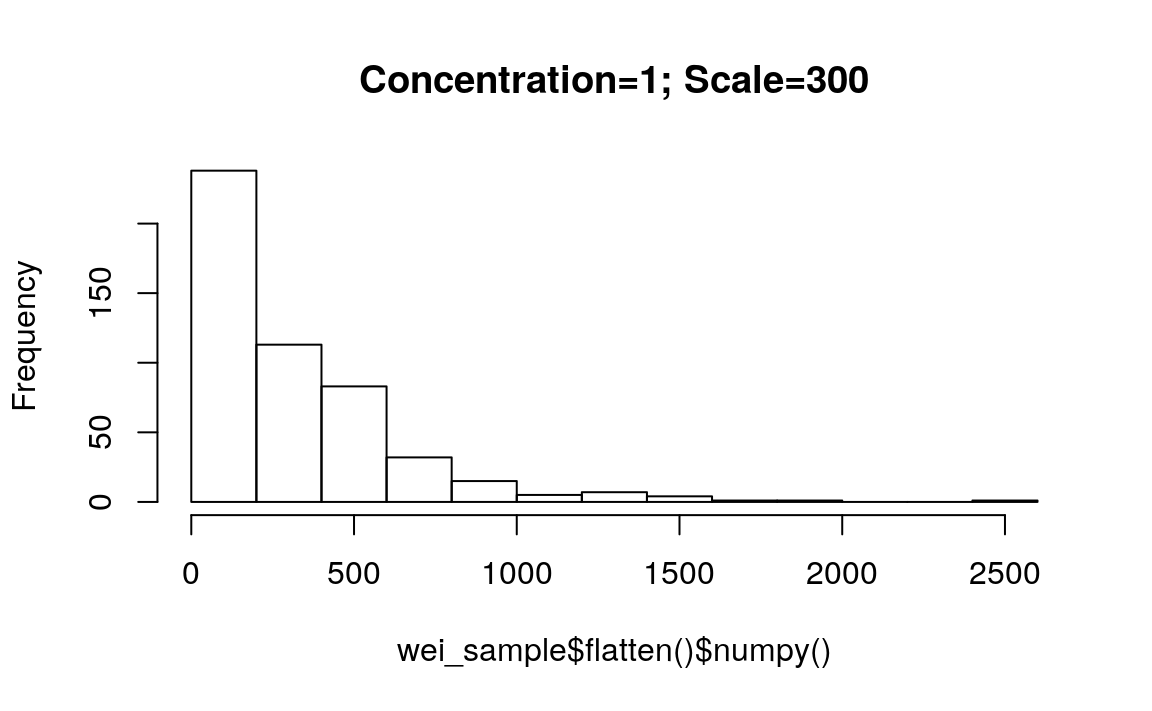 Concentration=1; Scale=300
Frequency
150
50
0
0 500 1000 1500 2000 2500
wei_sample$flatten()$numpy()